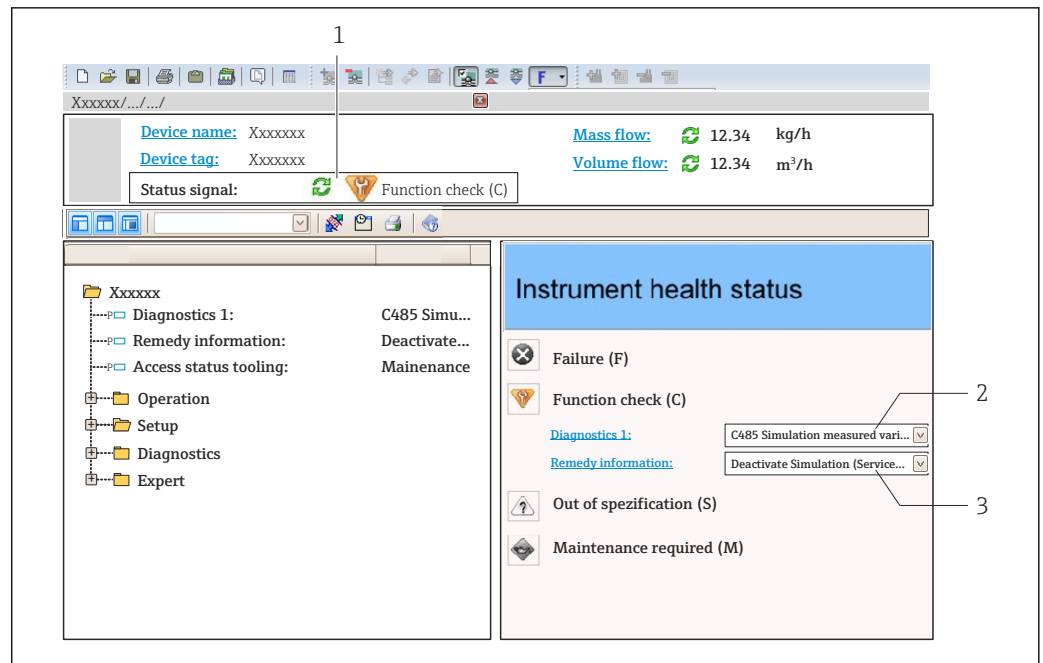 1
F
Xxxxxx/.../.../
Device name: Xxxxxxx
Mass flow: 12.34 kg/h
Device tag: Xxxxxxx
Volume flow: 12.34 m³/h
Status signal: Function check (C)
Xxxxxx
P Diagnostics 1: C485 Simu...
P Remedy information: Deactivate...
P Access status tooling: Mainenance
Operation
Setup
Diagnostics
Expert
Instrument health status
Failure (F)
Function check (C)
2
Diagnostics 1: C485 Simulation measured vari...
Remedy information: Deactivate Simulation (Service...
Out of spezification (S)
3
Maintenance required (M)